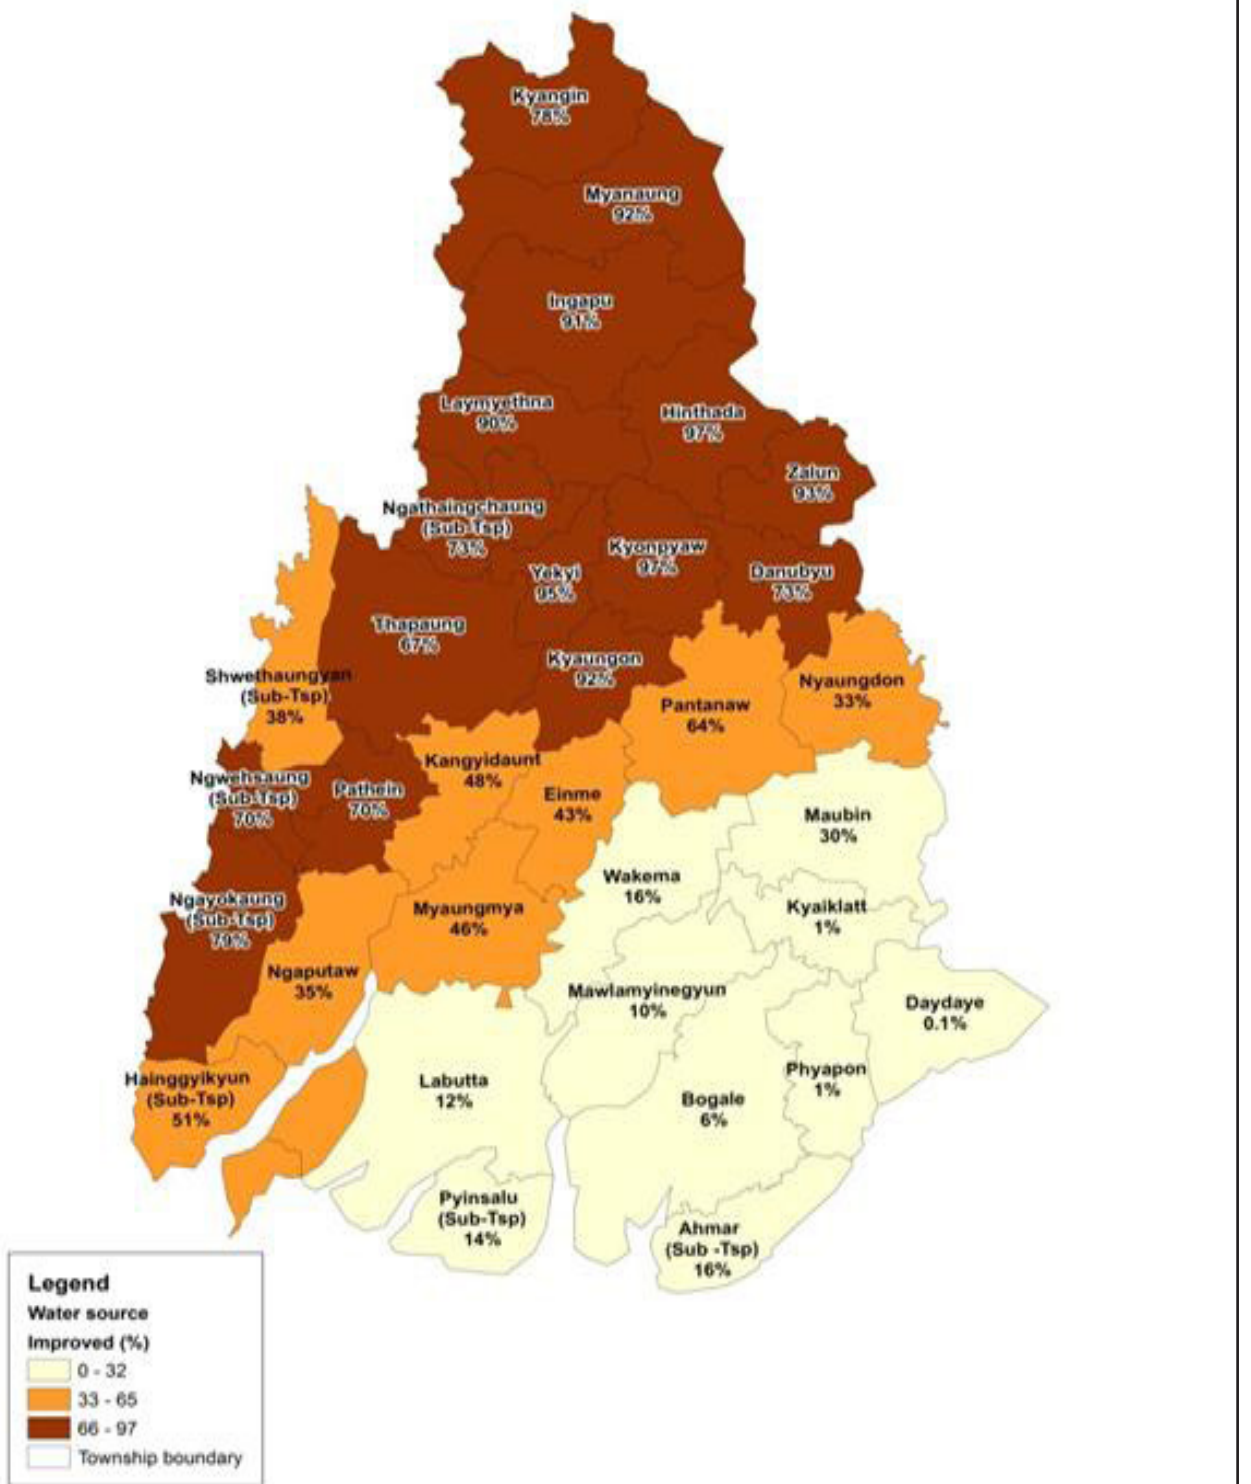 Kyangin
78%
Myanaung
92%
Ingapu
91%
Laymyethna
90%
Hinthada
97%
Zalun
93%
Ngathaingchaung
(Sub-Tsp)
73%
Kyonpyaw
97%
Yekyi
95%
Danubyu
73%
Thapaung
67%
Kyaungon
92%
Shwethaungyan
(Sub-Tsp)
38%
Pantanaw
64%
Nyaungdon
33%
Ngwehsaung
(Sub-Tsp)
70%
Pathein
70%
Kangyidaunt
48%
Einme
43%
Maubin
30%
Wakema
16%
Ngayokaung
(Sub-Tsp)
79%
Myaungmya
46%
Kyaiklatt
1%
Ngaputaw
35%
Mawlamyinegyun
10%
Daydaye
0.1%
Hainggyikyun
(Sub-Tsp)
51%
Labutta
12%
Bogale
6%
Phyapon
1%
Pyinsalu
(Sub-Tsp)
14%
Ahmar
(Sub -Tsp)
16%
Legend
Water source
Improved (%)
0 - 32
33 - 65
66 - 97
Township boundary